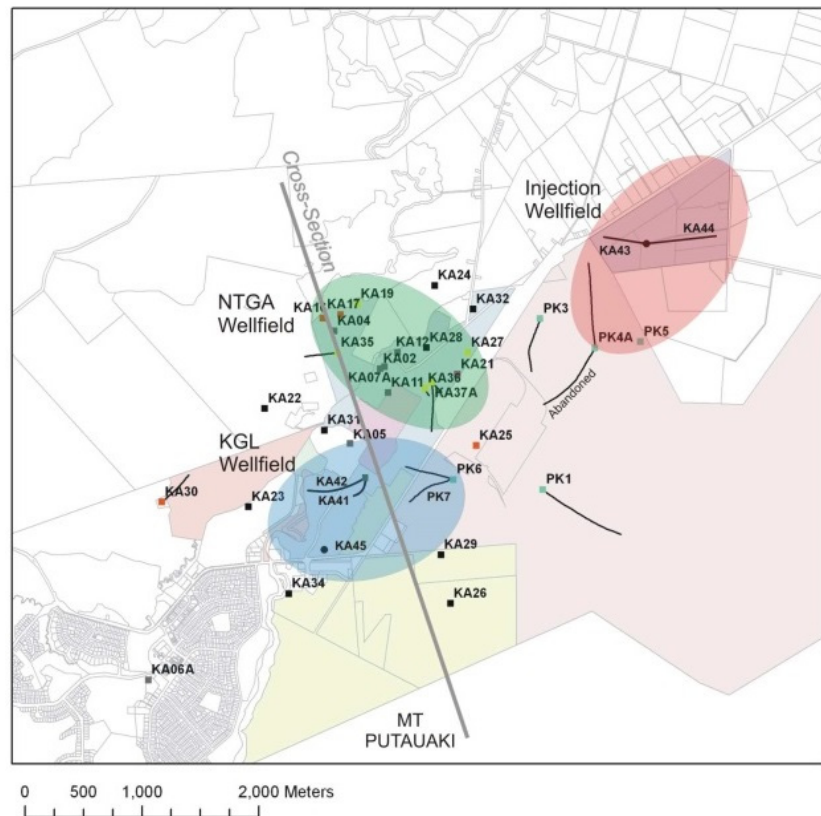 Injection
Wellfield
KA44
KA43
Cross-Section
KA24
NTGA
Wellfield
KA19
KA17
KA32
PK3
KA04
KA12
KA28
KA27
PK4A
PK5
KA35
KA02
KA21
KA07A
KA11
KA36
KA37A
Abandoned
KA22
KA31
KA05
KA25
KGL
Wellfield
KA42
PK6
KA41
PK7
PK1
KA30
KA23
KA45
KA29
KA34
KA26
KA06A
MT
PUTAUAKI
0 500 1,000 2,000 Meters